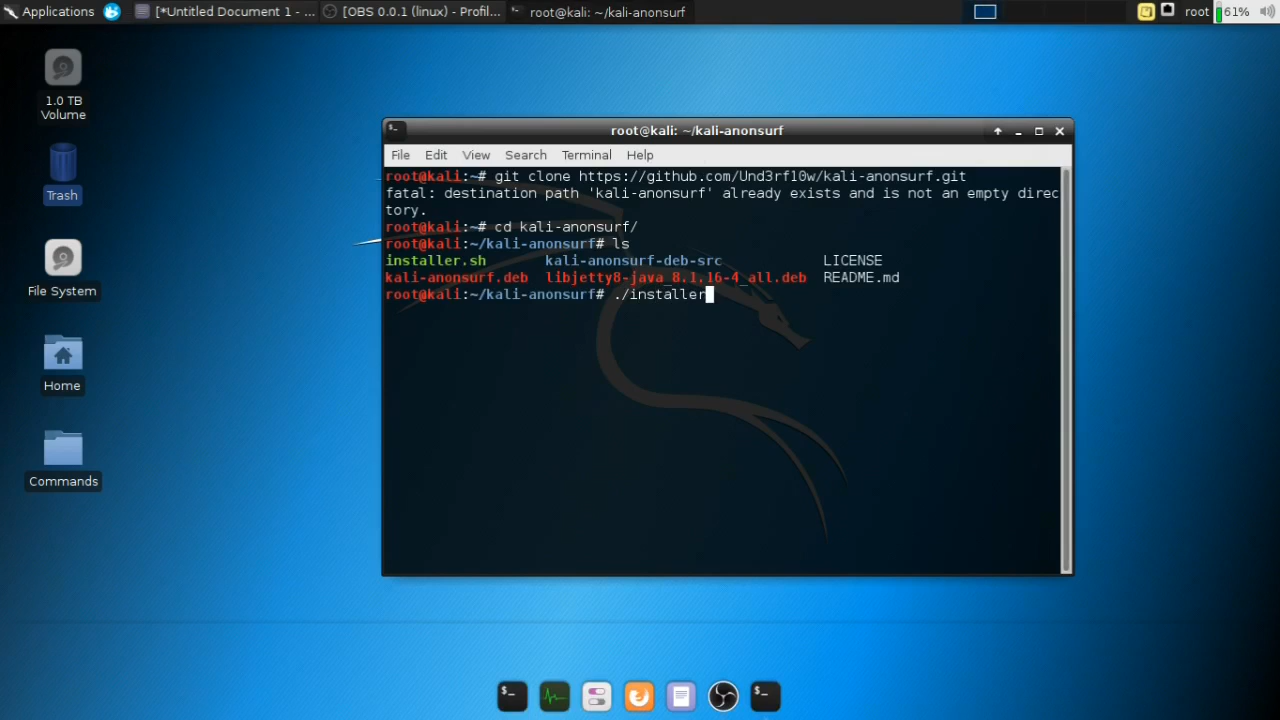 Applications [*Untitled Document 1 - ... [OBS 0.0.1 (linux) - Profil... root@kali: ~/kali-anonsurf root 61%
1.0 TB
Volume
Trash
File System
Home
Commands
root@kali: ~/kali-anonsurf
File Edit View Search Terminal Help
root@kali:~# git clone https://github.com/Und3rf10w/kali-anonsurf.git
fatal: destination path 'kali-anonsurf' already exists and is not an empty direc
tory.
root@kali:~# cd kali-anonsurf/
root@kali:~/kali-anonsurf# ls
installer.sh kali-anonsurf-deb-src LICENSE
kali-anonsurf.deb libjetty8-java_8.1.16-4_all.deb README.md
root@kali:~/kali-anonsurf# ./installer